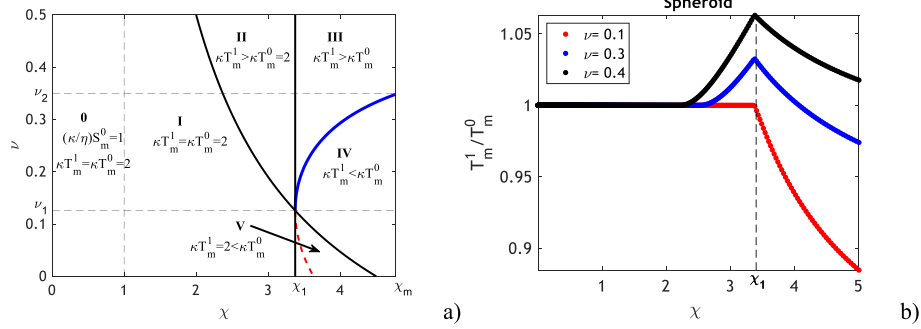 0.5
0.4
ν₂
0.3
ν
0.2
ν₁
0.1
0
0
1
2
3
χ₁
4
χₘ
χ
II
κT¹ₘ>κT⁰ₘ=2
III
κT¹ₘ>κT⁰ₘ
0
(κ/η)S⁰ₘ=1
κT¹ₘ=κT⁰ₘ=2
I
κT¹ₘ=κT⁰ₘ=2
IV
κT¹ₘ<κT⁰ₘ
V
κT¹ₘ=2<κT⁰ₘ
a)
Spheroid
1.05
1
0.95
0.9
T¹ₘ/T⁰ₘ
ν= 0.1
ν= 0.3
ν= 0.4
1
2
3
χ₁
4
5
χ
b)